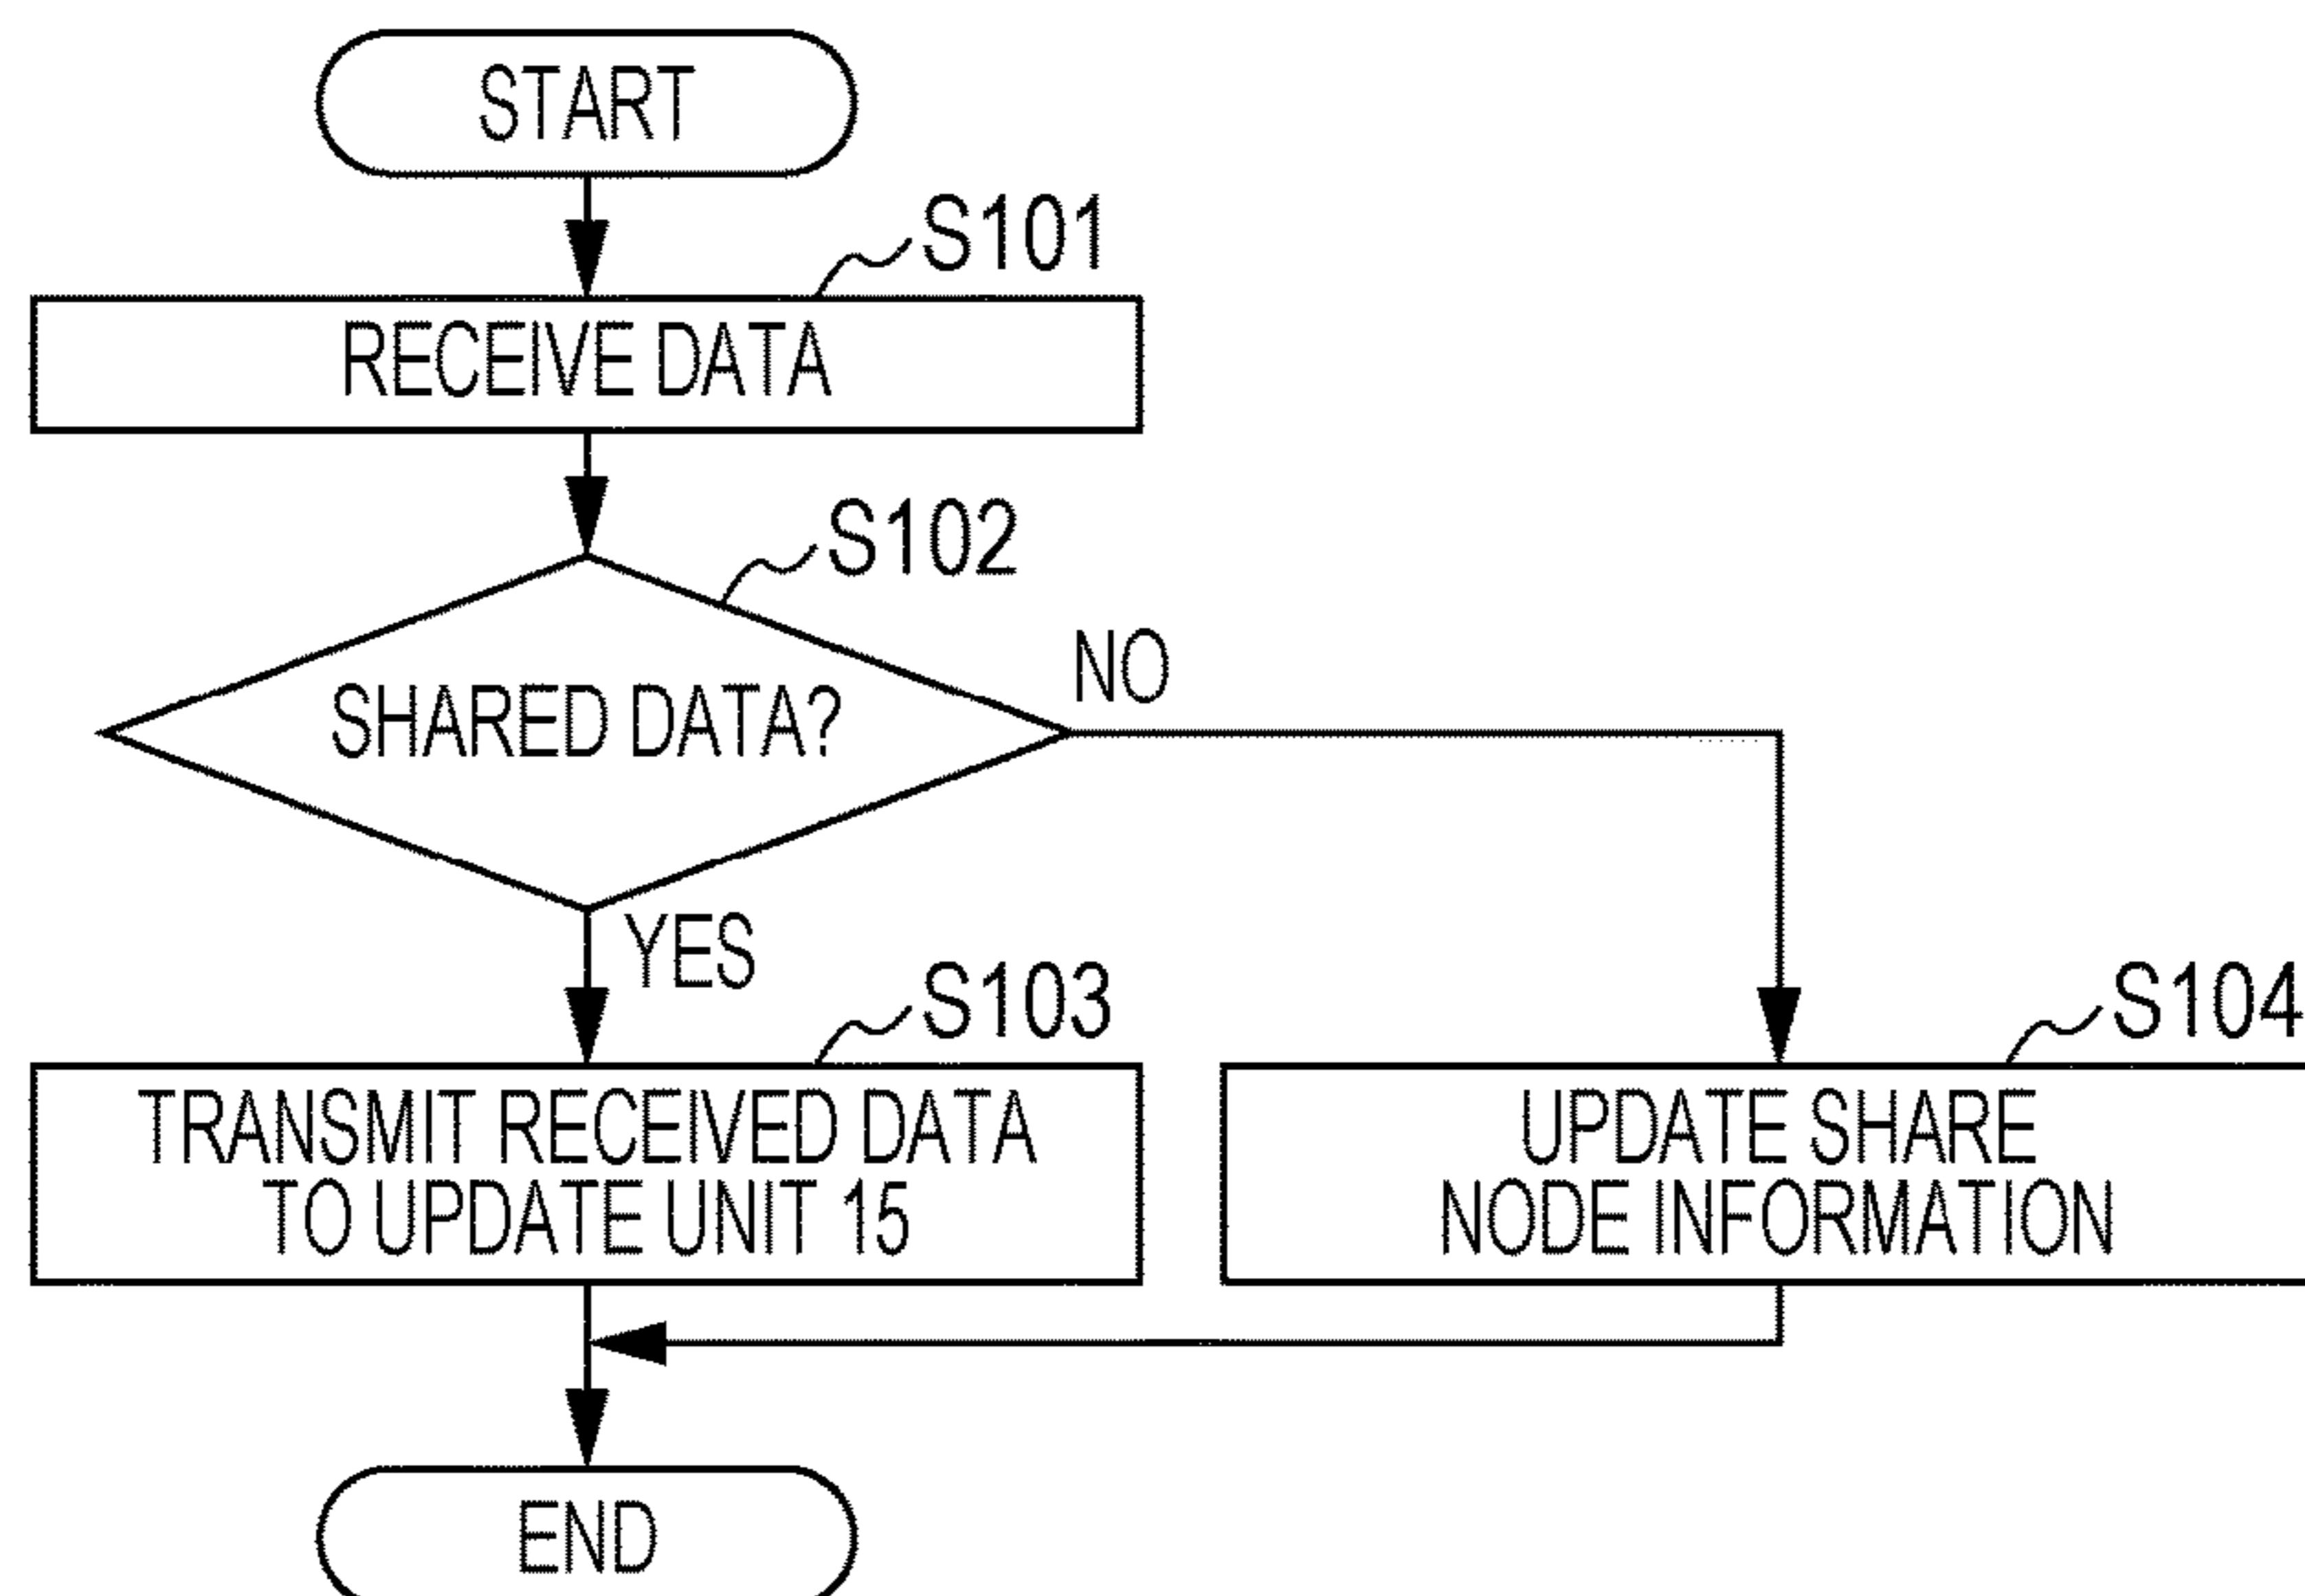 START
S101
RECEIVE DATA
S102
NO
SHARED DATA?
YES
S103
TRANSMIT RECEIVED DATA
TO UPDATE UNIT 15
S104
UPDATE SHARE
NODE INFORMATION
END